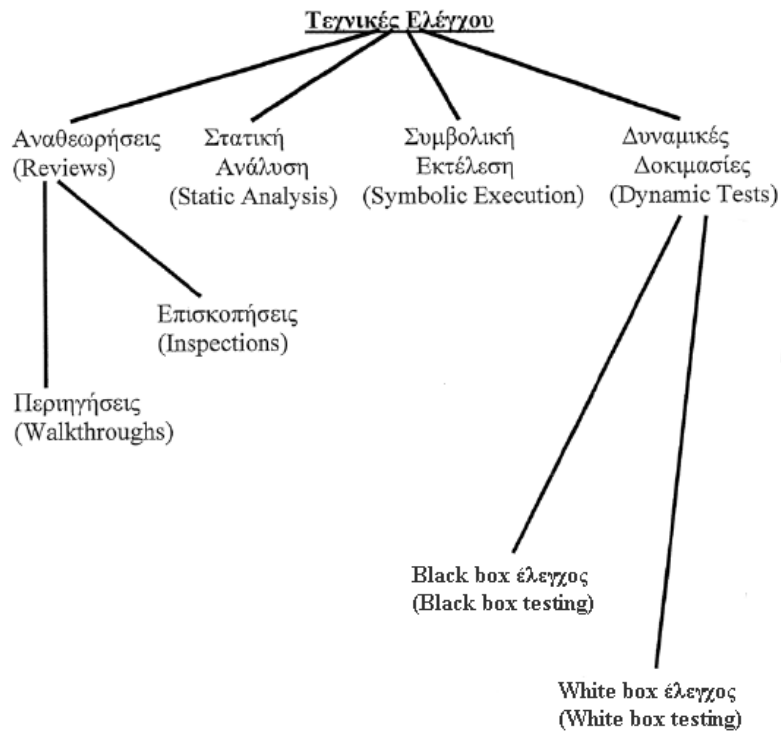 Τεχνικές Ελέγχου
Αναθεωρήσεις
(Reviews)
Στατική
Ανάλυση
(Static Analysis)
Συμβολική
Εκτέλεση
(Symbolic Execution)
Δυναμικές
Δοκιμασίες
(Dynamic Tests)
Επισκοπήσεις
(Inspections)
Περιηγήσεις
(Walkthroughs)
Black box έλεγχος
(Black box testing)
White box έλεγχος
(White box testing)